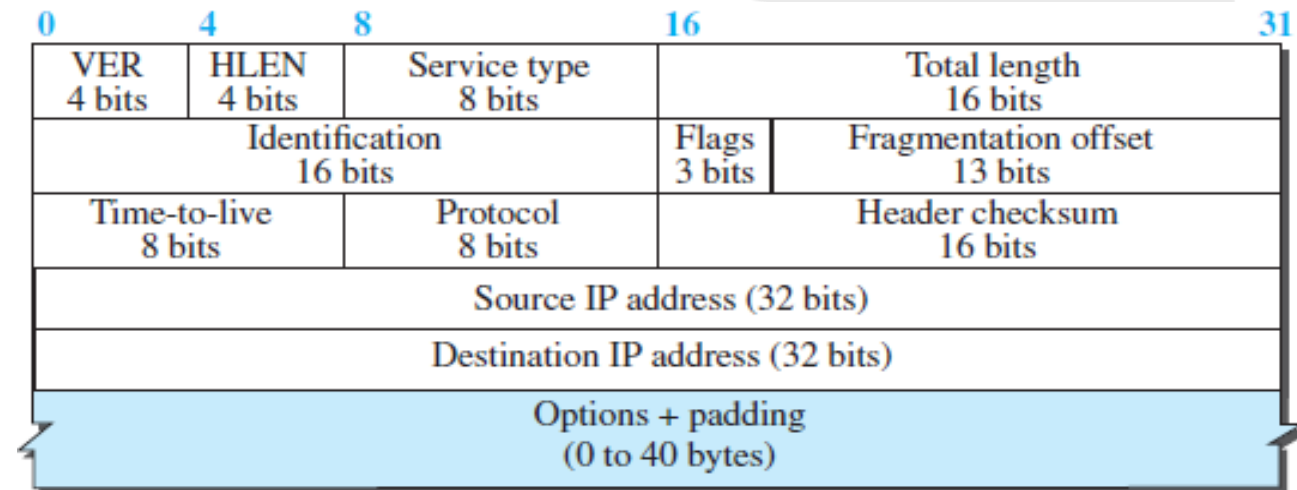 0 4 8 16 31
VER HLEN Service type Total length
4 bits 4 bits 8 bits 16 bits
Identification Flags Fragmentation offset
16 bits 3 bits 13 bits
Time-to-live Protocol Header checksum
8 bits 8 bits 16 bits
Source IP address (32 bits)
Destination IP address (32 bits)
Options + padding
(0 to 40 bytes)